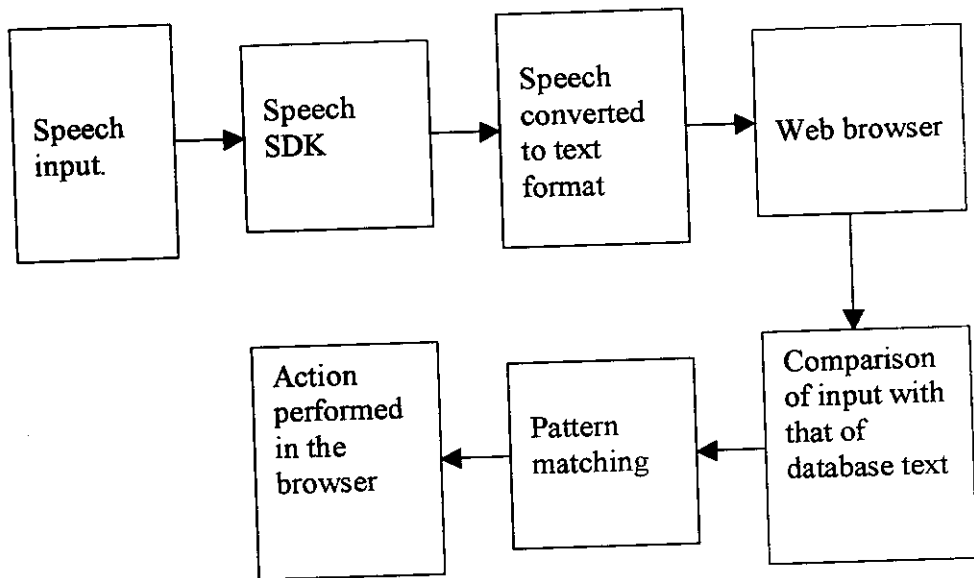 Speech
input.
Speech
SDK
Speech
converted
to text
format
Web browser
Comparison
of input with
that of
database text
Pattern
matching
Action
performed
in the
browser